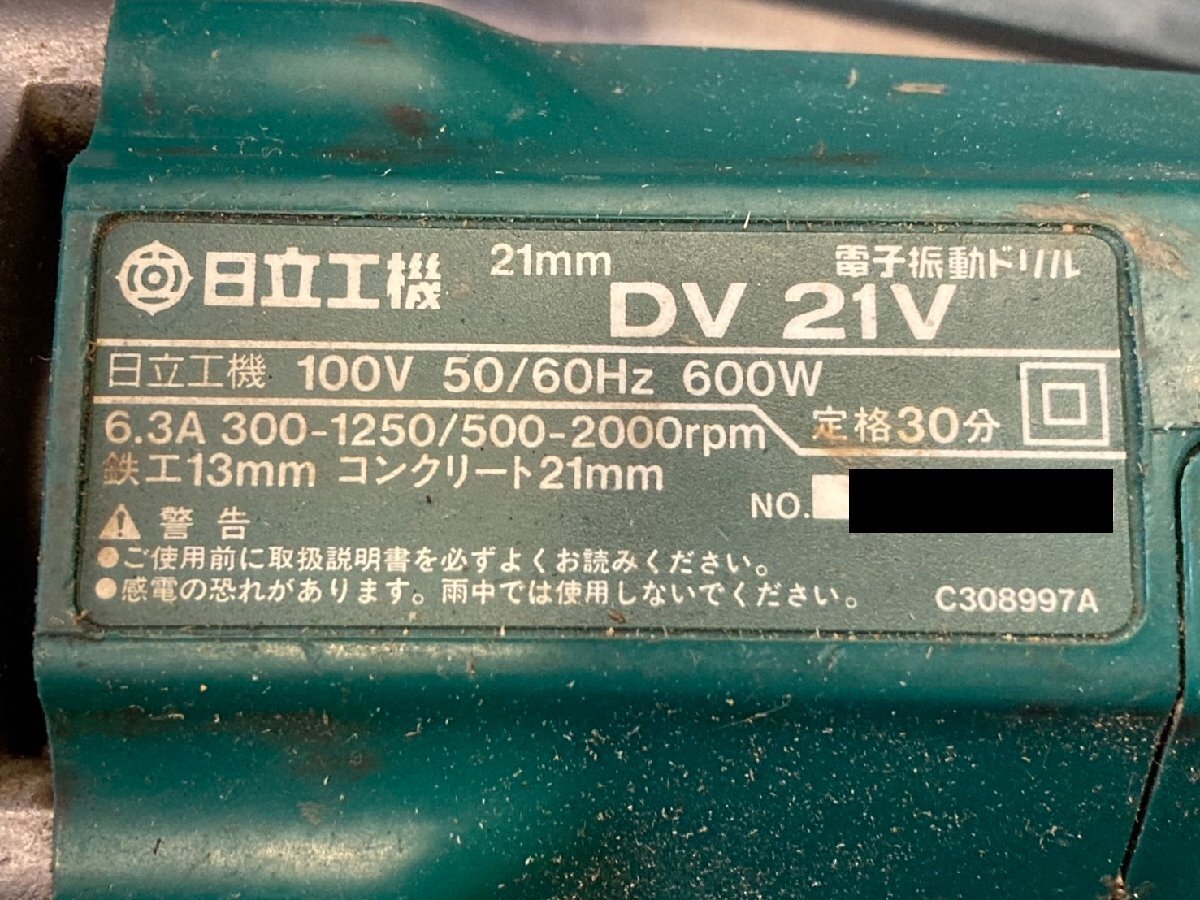 日立工機 21mm 電子振動ドリル
DV 21V
日立工機 100V 50/60Hz 600W
6.3A 300-1250/500-2000rpm 定格30分
鉄工13mm コンクリート21mm
NO.
警告
●ご使用前に取扱説明書を必ずよくお読みください。
●感電の恐れがあります。雨中では使用しないでください。
C308997A